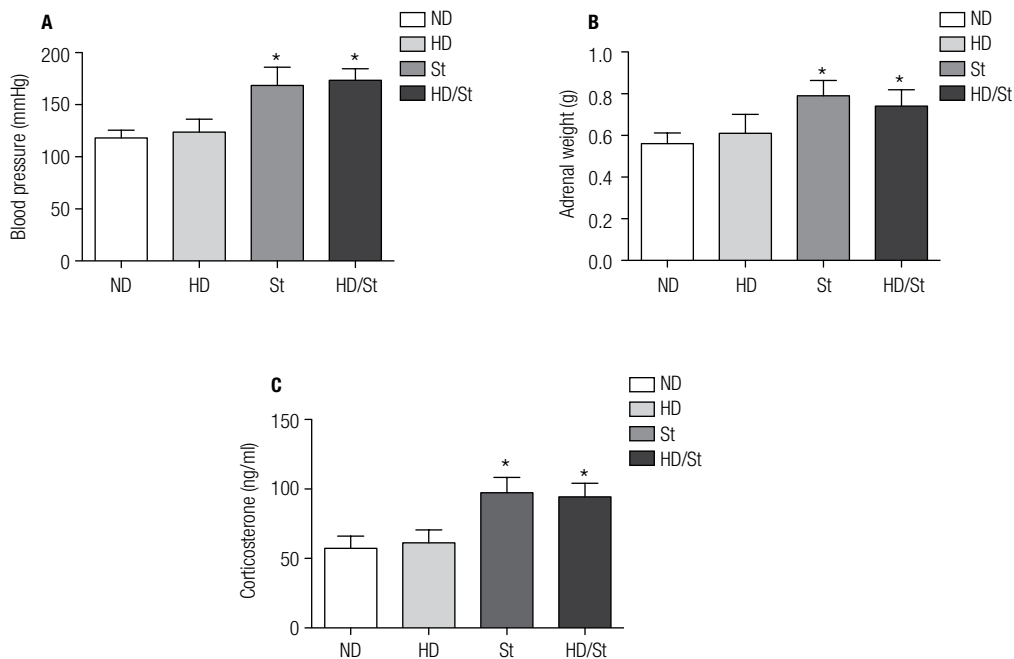 A
ND
HD
St
HD/St
Blood pressure (mmHg)
200
150
100
50
0
*
*
ND HD St HD/St
B
ND
HD
St
HD/St
Adrenal weight (g)
1.0
0.8
0.6
0.4
0.2
0.0
*
*
ND HD St HD/St
C
ND
HD
St
HD/St
Corticosterone (ng/ml)
150
100
50
0
*
*
ND HD St HD/St